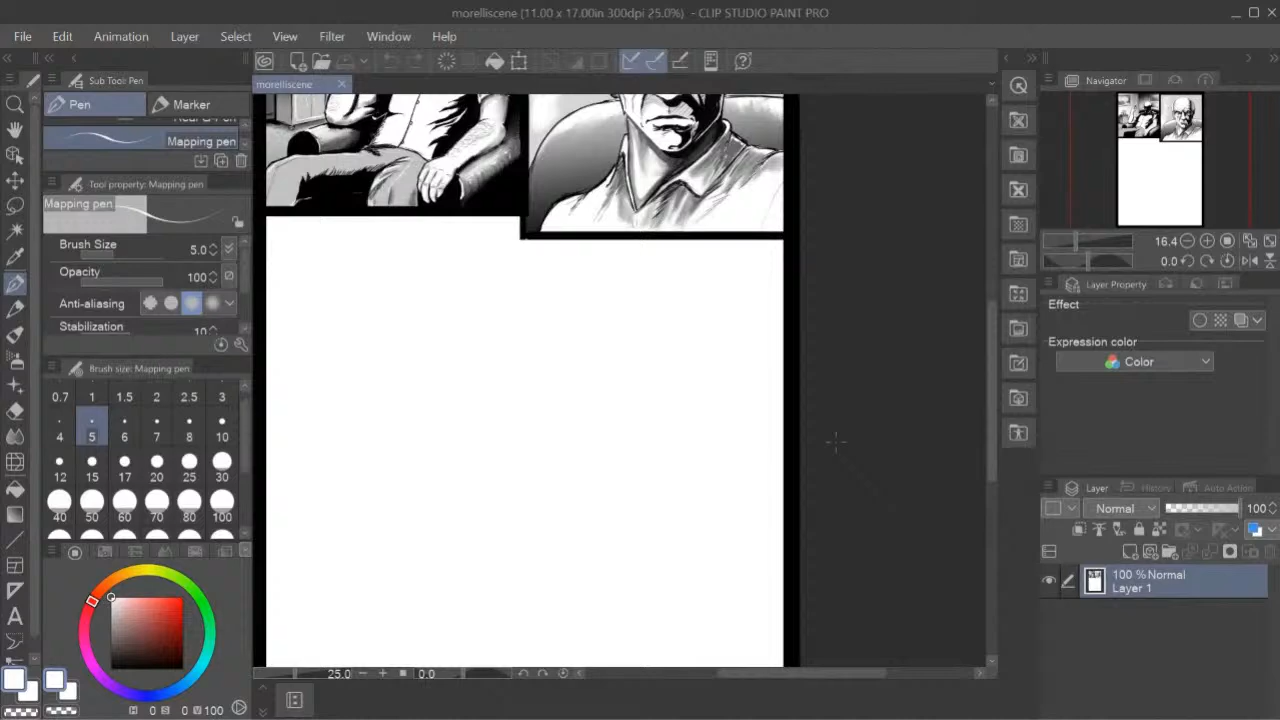 morelliscene (11.00 x 17.00in 300dpi 25.0%) - CLIP STUDIO PAINT PRO
File Edit Animation Layer Select View Filter Window Help
Sub Tool: Pen
morelliscene
Navigator
Pen Marker
Mapping pen
Tool property: Mapping pen
Mapping pen
Brush Size 5.0
Opacity 100
Anti-aliasing
Stabilization 10
16.4
0.0
Layer Property
Effect
Expression color
Color
Brush size: Mapping pen
0.7 1 1.5 2 2.5 3
4 5 6 7 8 10
12 15 17 20 25 30
40 50 60 70 80 100
Layer History Auto Action
Normal 100
100 % Normal
Layer 1
25.0 0.0
H 0 S 0 V 100